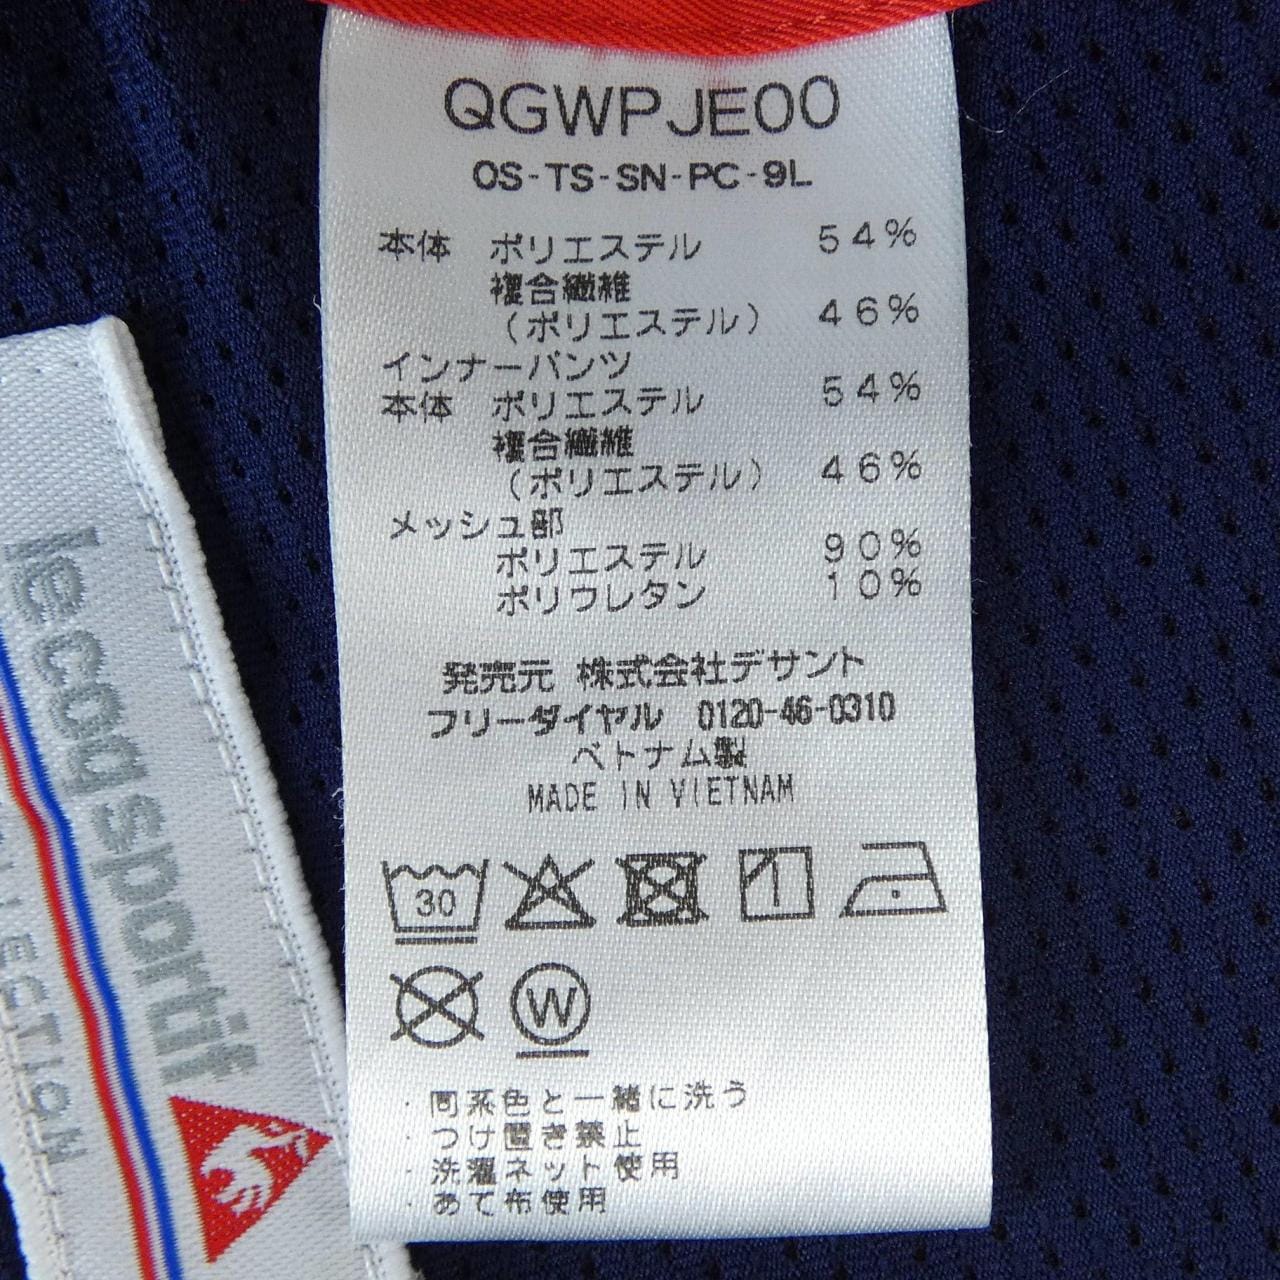 QGWPJE00
OS-TS-SN-PC-9L
本体 ポリエステル 54%
複合繊維
(ポリエステル) 46%
インナーパンツ
本体 ポリエステル 54%
複合繊維
(ポリエステル) 46%
メッシュ部
ポリエステル 90%
ポリウレタン 10%
発売元 株式会社デサント
フリーダイヤル 0120-46-0310
ベトナム製
MADE IN VIETNAM
30
W
・同系色と一緒に洗う
・つけ置き禁止
・洗濯ネット使用
・あて布使用
lecoqsportif